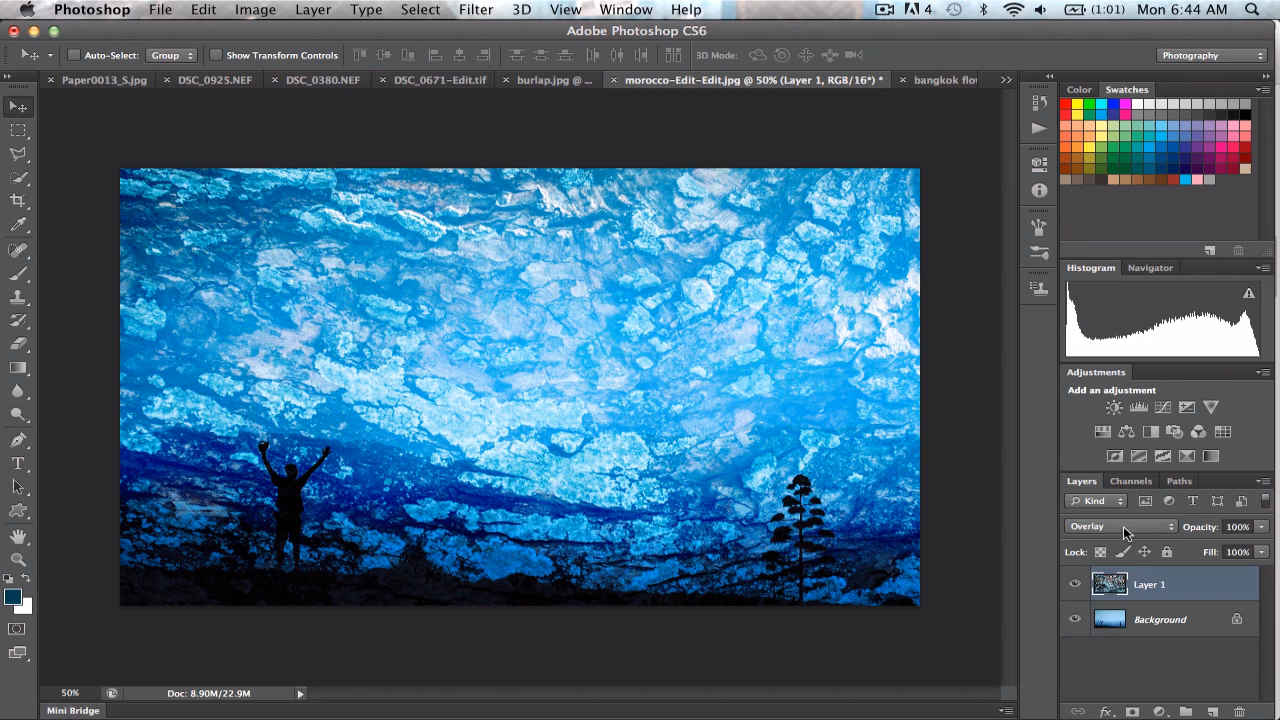 Photoshop File Edit Image Layer Type Select Filter 3D View Window Help 4 (1:01) Mon 6:44 AM
Adobe Photoshop CS6
Auto-Select: Group Show Transform Controls 3D Mode: Photography
Paper0013_5.jpg DSC_0925.NEF DSC_0380.NEF DSC_0671-Edit.tif burlap.jpg @ ... morocco-Edit-Edit.jpg @ 50% (Layer 1, RGB/16*) * bangkok flo
Color Swatches
Histogram Navigator
Adjustments
Add an adjustment
Layers Channels Paths
Kind
Overlay Opacity: 100%
Lock: Fill: 100%
Layer 1
Background
50% Doc: 8.90M/22.9M
Mini Bridge